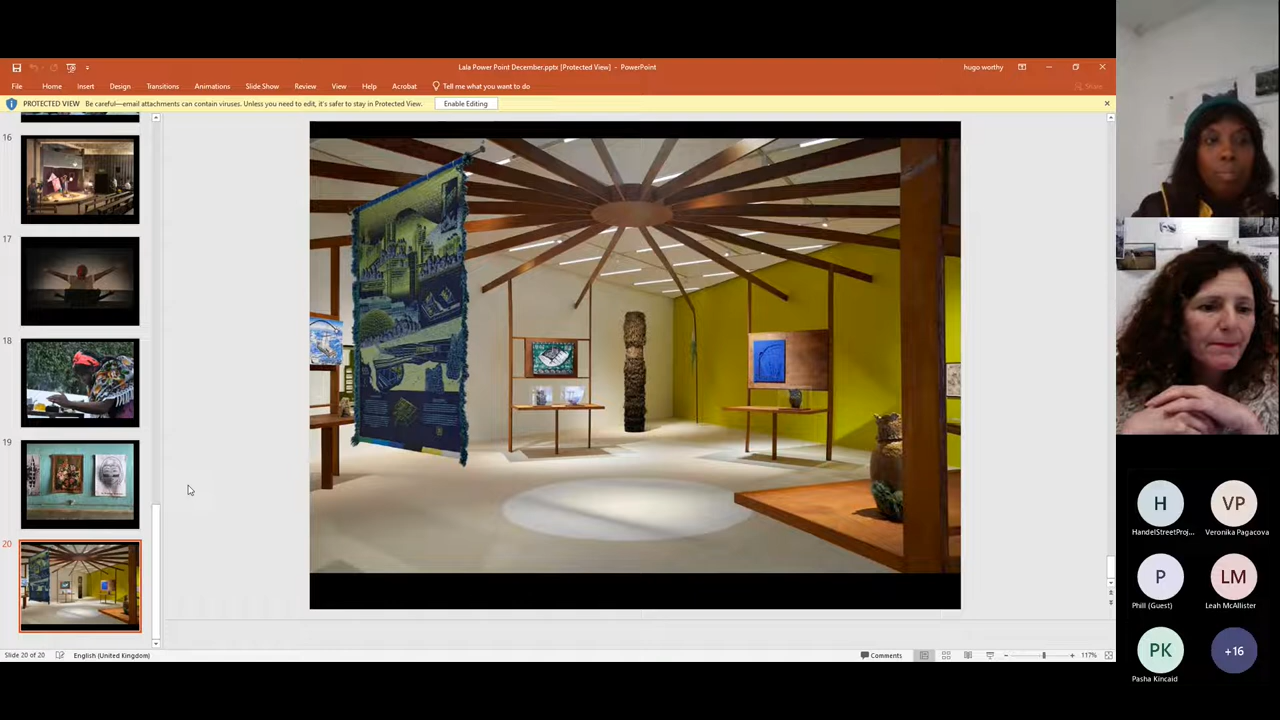 Lala Power Point December.pptx [Protected View] - PowerPoint
hugo worthy
File Home Insert Design Transitions Animations Slide Show Review View Help Acrobat Tell me what you want to do
Share
PROTECTED VIEW Be careful—email attachments can contain viruses. Unless you need to edit, it's safer to stay in Protected View. Enable Editing
16
17
18
19
20
H
VP
HandelStreetProj...
Veronika Pagacova
P
LM
Phill (Guest)
Leah McAllister
PK
+16
Pasha Kincaid
Slide 20 of 20 English (United Kingdom) Comments 117%